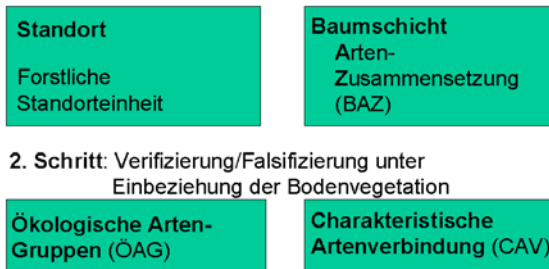 Standort
Forstliche
Standorteinheit
Baumschicht
Arten-
Zusammensetzung
(BAZ)
2. Schritt: Verifizierung/Falsifizierung unter
Einbeziehung der Bodenvegetation
Ökologische Arten-
Gruppen (ÖAG)
Charakteristische
Artenverbindung (CAV)